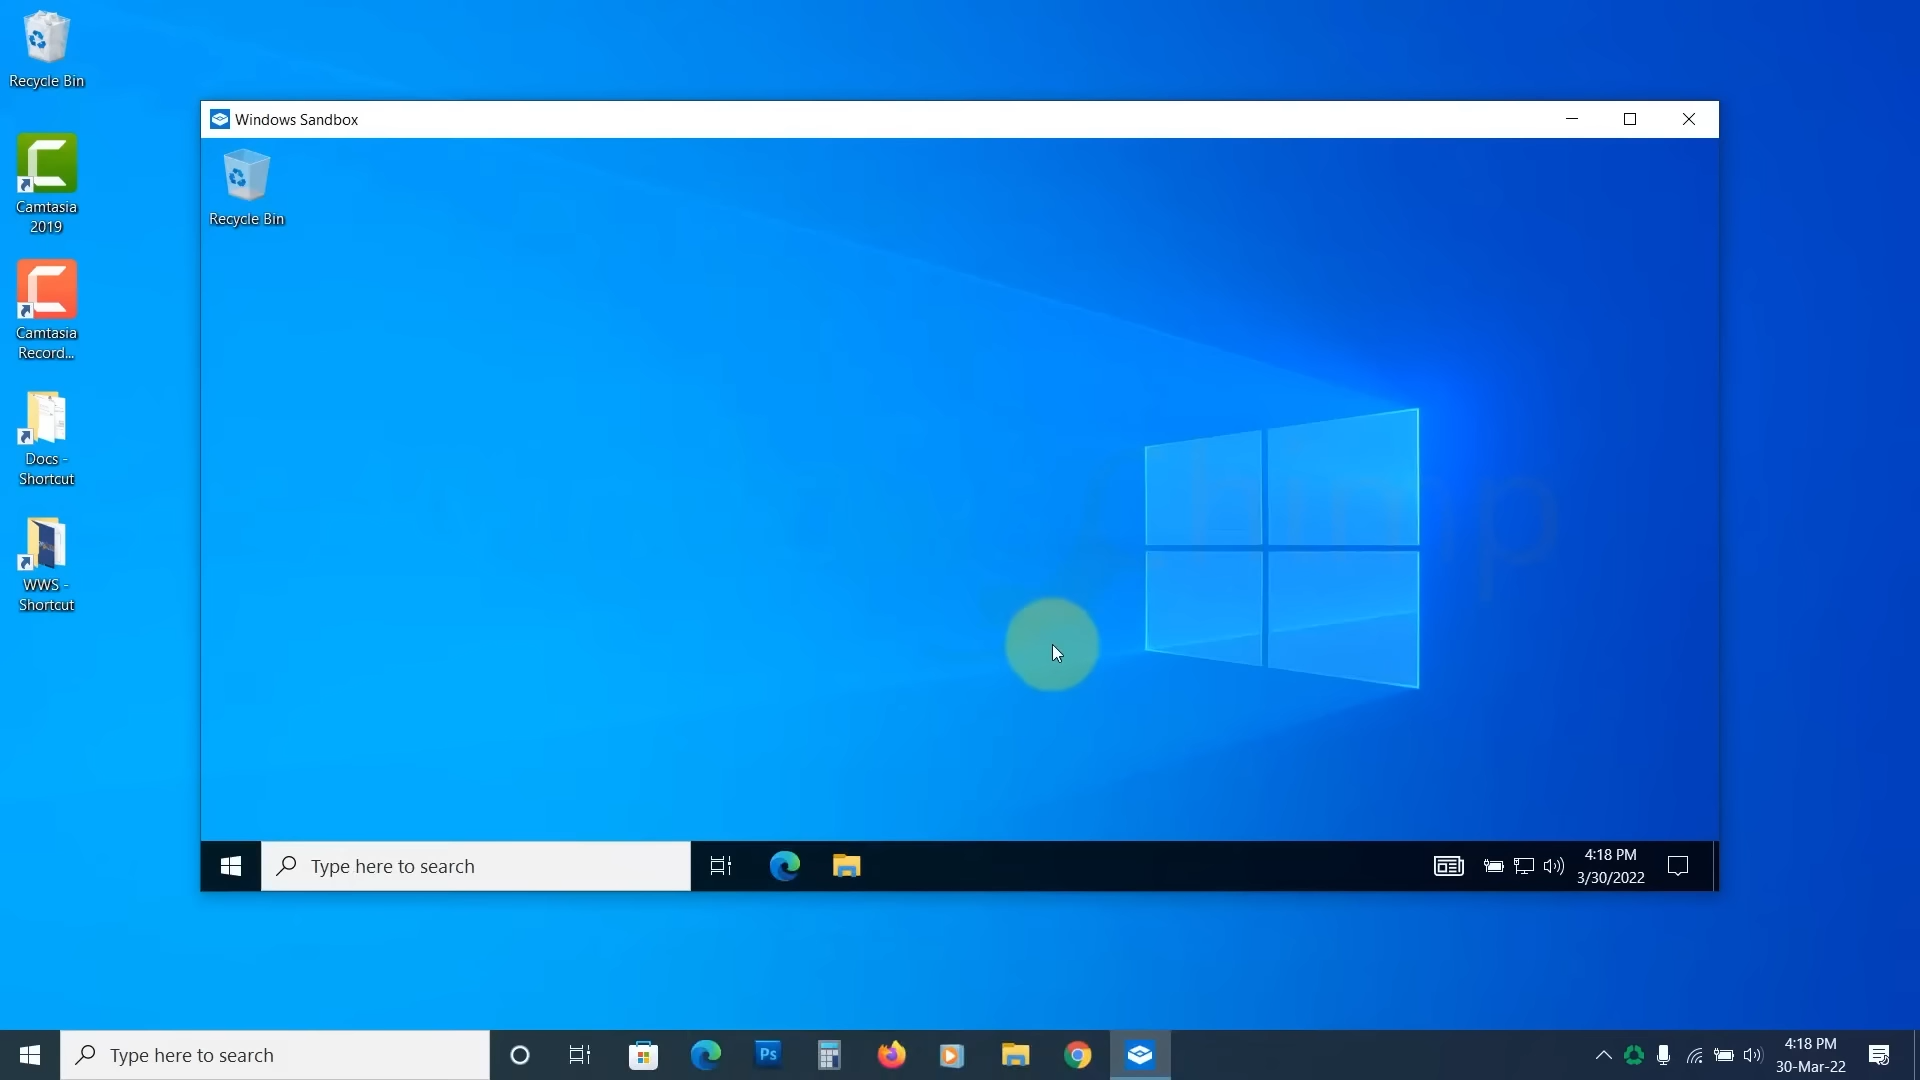 Recycle Bin
Camtasia
2019
Camtasia
Record...
Docs -
Shortcut
WWS -
Shortcut
Windows Sandbox
Recycle Bin
Type here to search
4:18 PM
3/30/2022
Type here to search
Ps
4:18 PM
30-Mar-22